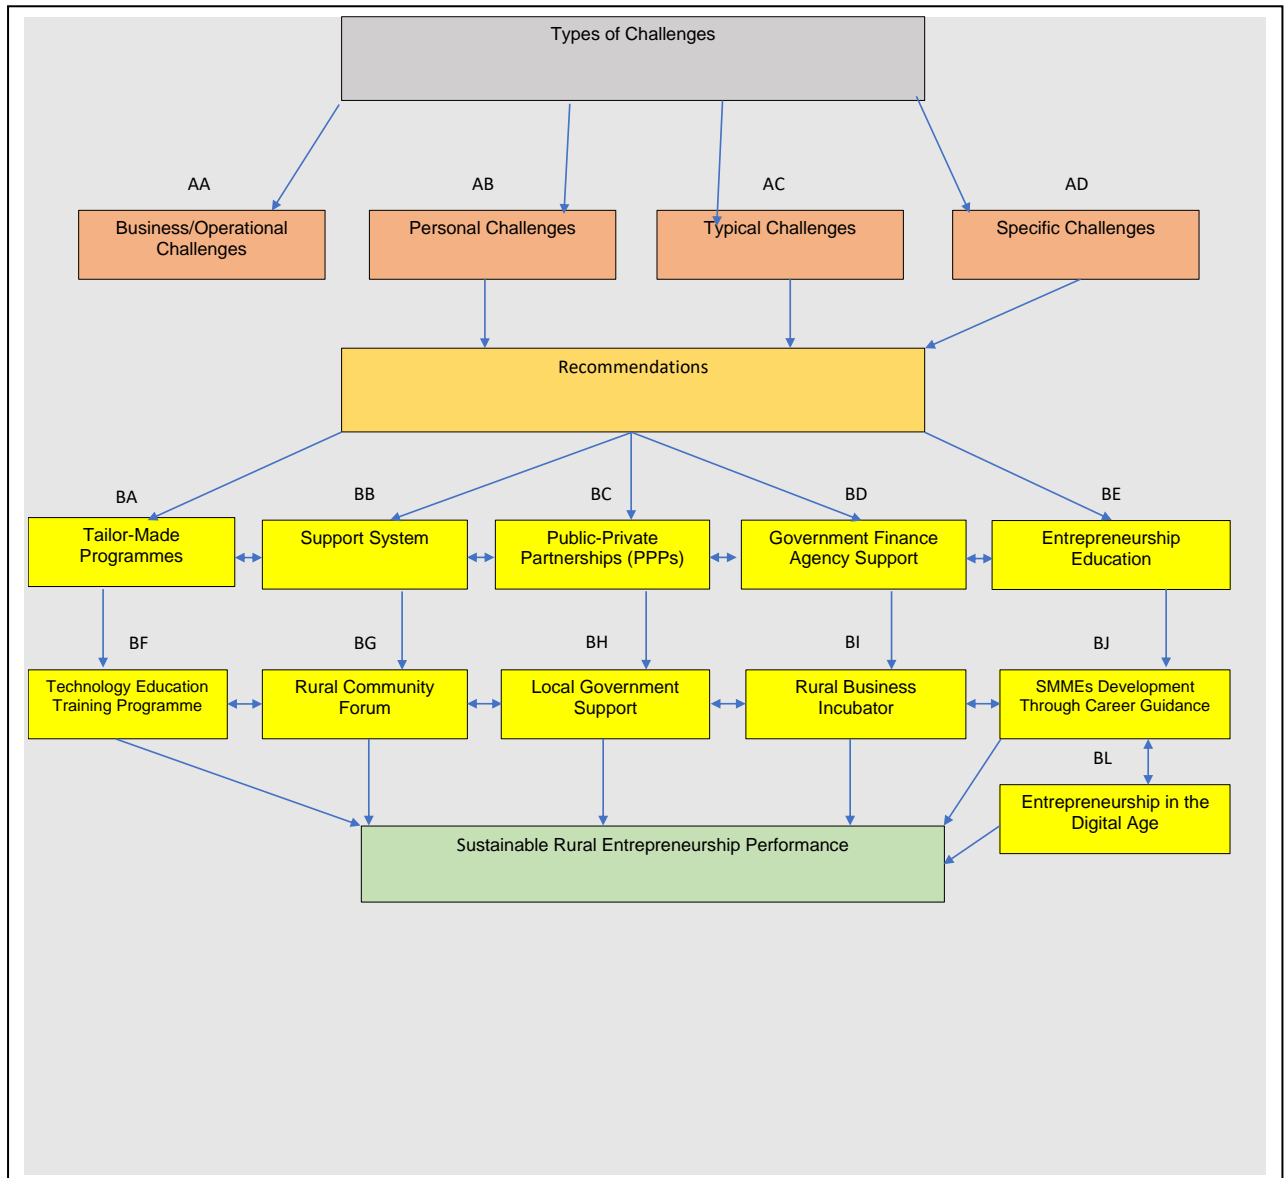 Types of Challenges
AA
AB
AC
AD
Business/Operational
Challenges
Personal Challenges
Typical Challenges
Specific Challenges
Recommendations
BA
BB
BC
BD
BE
Tailor-Made
Programmes
Support System
Public-Private
Partnerships (PPPs)
Government Finance
Agency Support
Entrepreneurship
Education
BF
BG
BH
BI
BJ
Technology Education
Training Programme
Rural Community
Forum
Local Government
Support
Rural Business
Incubator
SMMEs Development
Through Career Guidance
BL
Entrepreneurship in the
Digital Age
Sustainable Rural Entrepreneurship Performance